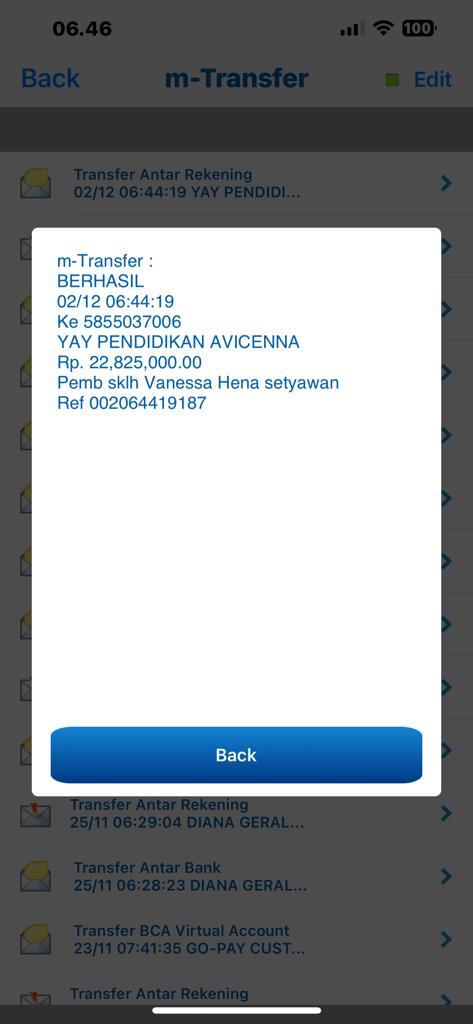 06.46
100
Back
m-Transfer
Edit
Transfer Antar Rekening
02/12 06:44:19 YAY PENDIDI...
m-Transfer :
BERHASIL
02/12 06:44:19
Ke 5855037006
YAY PENDIDIKAN AVICENNA
Rp. 22,825,000.00
Pemb sklh Vanessa Hena setyawan
Ref 002064419187
Back
Transfer Antar Rekening
25/11 06:29:04 DIANA GERAL...
Transfer Antar Bank
25/11 06:28:23 DIANA GERAL...
Transfer BCA Virtual Account
23/11 07:41:35 GO-PAY CUST...
Transfer Antar Rekening